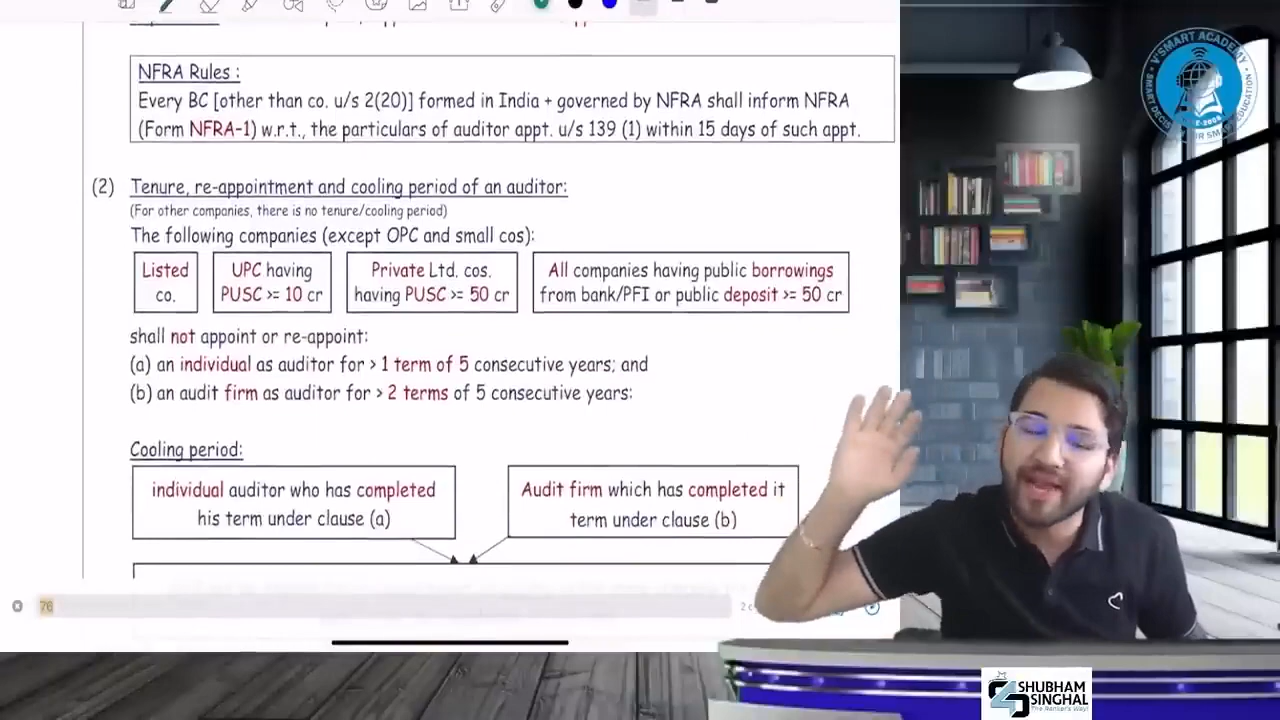 NFRA Rules :
Every BC [other than co. u/s 2(20)] formed in India + governed by NFRA shall inform NFRA
(Form NFRA-1) w.r.t., the particulars of auditor appt. u/s 139 (1) within 15 days of such appt.
(2) Tenure, re-appointment and cooling period of an auditor:
(For other companies, there is no tenure/cooling period)
The following companies (except OPC and small cos):
Listed
co.
UPC having
PUSC >= 10 cr
Private Ltd. cos.
having PUSC >= 50 cr
All companies having public borrowings
from bank/PFI or public deposit >= 50 cr
shall not appoint or re-appoint:
(a) an individual as auditor for > 1 term of 5 consecutive years; and
(b) an audit firm as auditor for > 2 terms of 5 consecutive years:
Cooling period:
individual auditor who has completed
his term under clause (a)
Audit firm which has completed it
term under clause (b)
76
V'SMART ACADEMY
SHUBHAM
SINGHAL
The Ranker's Way!